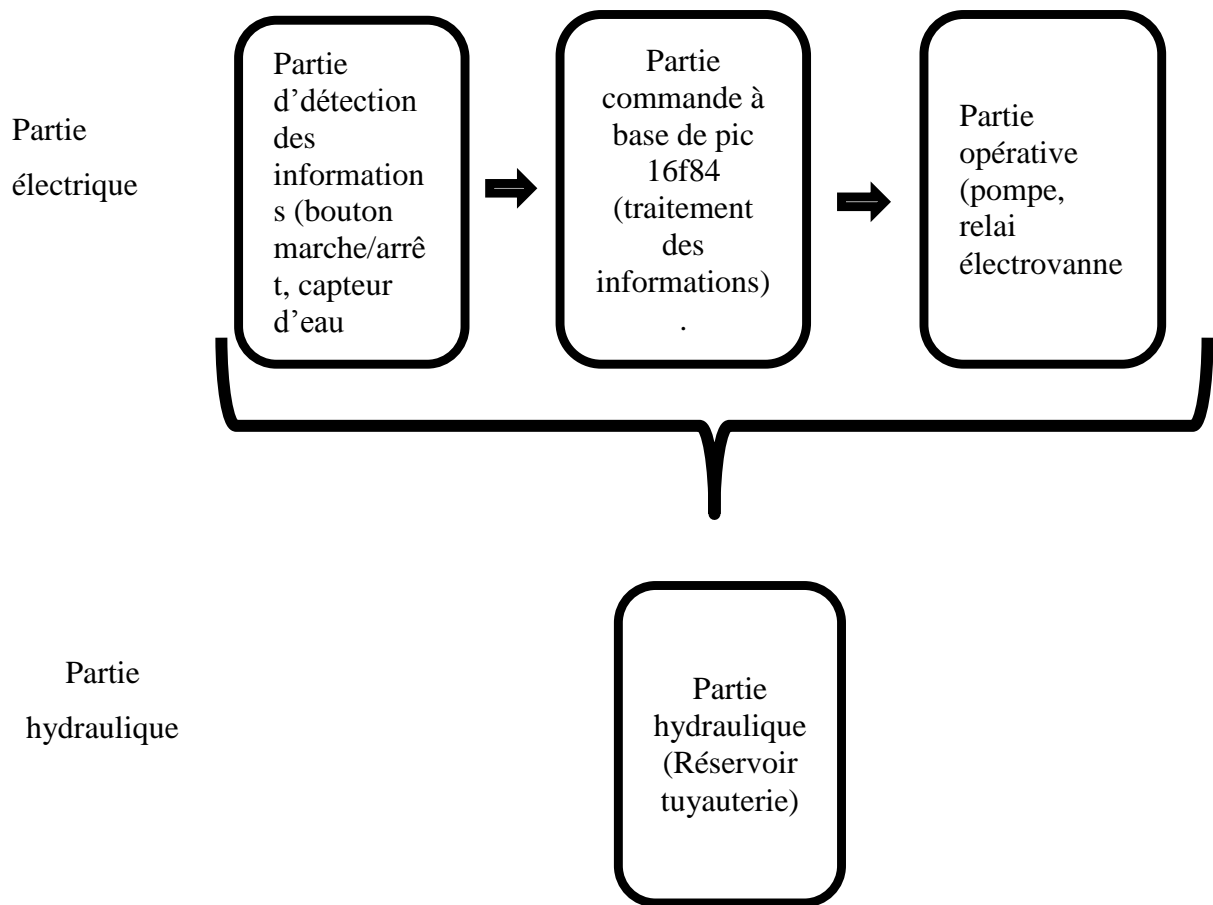 Partie
électrique
Partie
d’détection
des
information
s (bouton
marche/arrê
t, capteur
d’eau
Partie
commande à
base de pic
16f84
(traitement
des
informations)
.
Partie
opérative
(pompe,
relai
électrovanne
Partie
hydraulique
Partie
hydraulique
(Réservoir
tuyauterie)